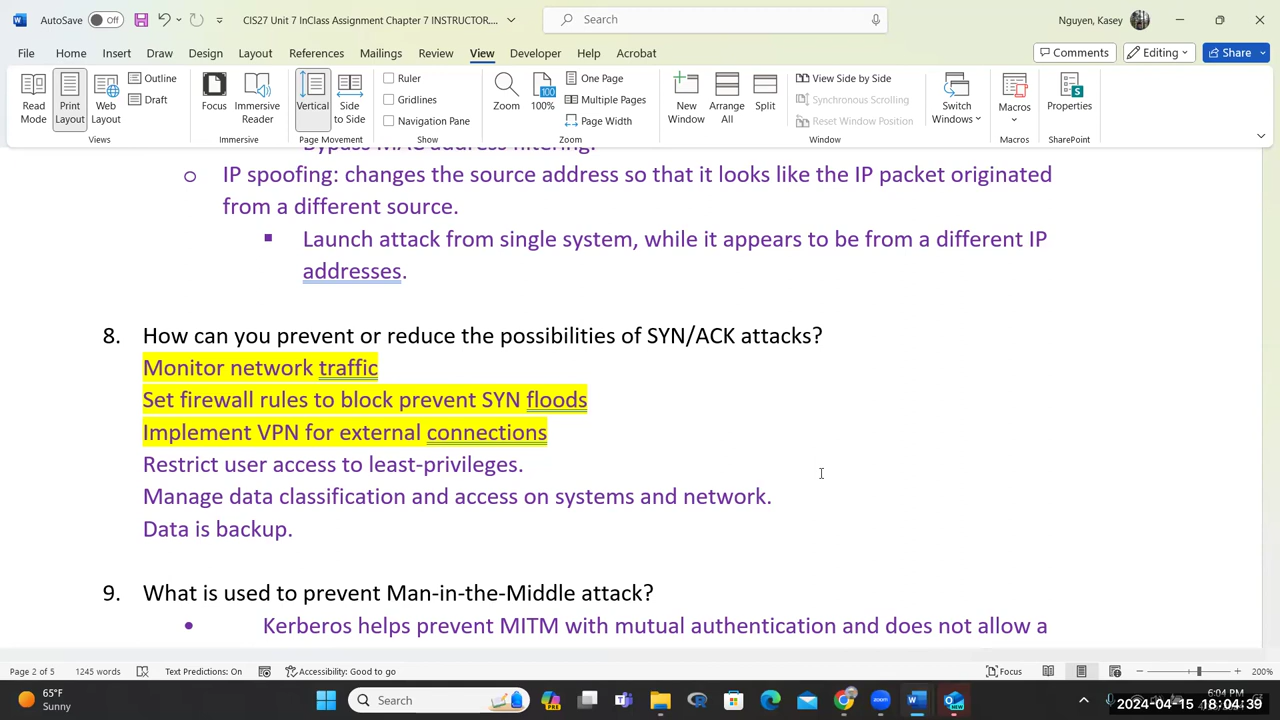 AutoSave Off CIS27 Unit 7 InClass Assignment Chapter 7 INSTRUCTOR.... Search Nguyen, Kasey
File Home Insert Draw Design Layout References Mailings Review View Developer Help Acrobat Comments Editing Share
Read Mode Print Layout Web Layout Outline Draft Focus Immersive Reader Vertical Side to Side Ruler Gridlines Navigation Pane Zoom 100% One Page Multiple Pages Page Width New Window Arrange All Split View Side by Side Synchronous Scrolling Reset Window Position Switch Windows Macros Properties
Views Immersive Page Movement Show Zoom Window Macros SharePoint
Bypass MAC address filtering.
o IP spoofing: changes the source address so that it looks like the IP packet originated
from a different source.
▪ Launch attack from single system, while it appears to be from a different IP
addresses.
8. How can you prevent or reduce the possibilities of SYN/ACK attacks?
Monitor network traffic
Set firewall rules to block prevent SYN floods
Implement VPN for external connections
Restrict user access to least-privileges.
Manage data classification and access on systems and network.
Data is backup.
9. What is used to prevent Man-in-the-Middle attack?
• Kerberos helps prevent MITM with mutual authentication and does not allow a
Page 2 of 5 1245 words Text Predictions: On Accessibility: Good to go Focus 200%
65°F
Sunny
Search
6:04 PM
2024-04-15 18:04:39